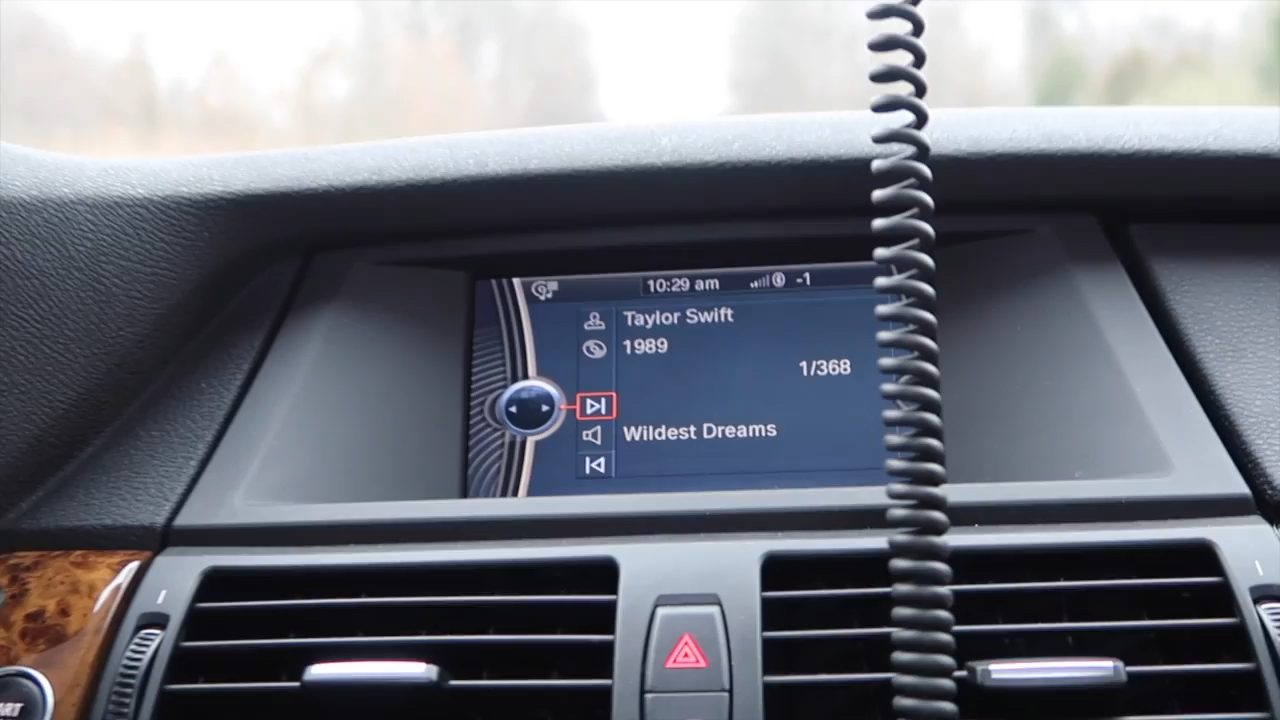 10:29 am -1
Taylor Swift
1989
1/368
Wildest Dreams